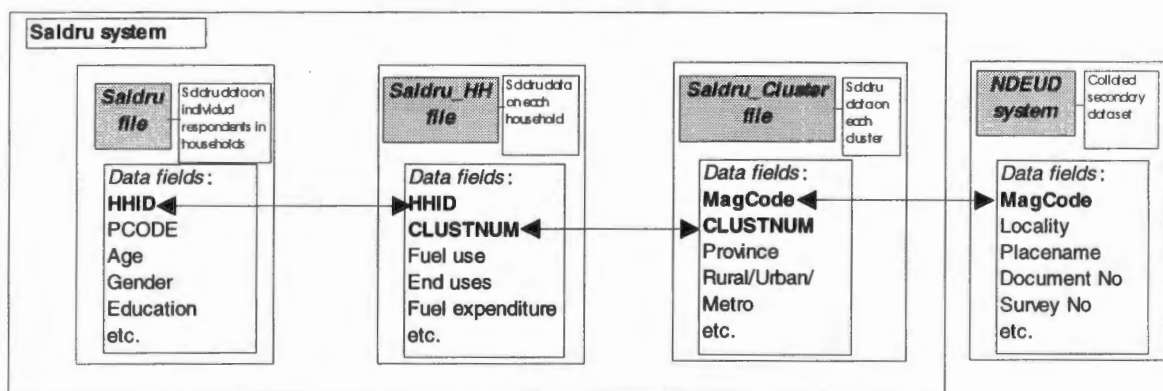 Saldru system
Saldru
file
Saldru data on
individual
respondents in
households
Data fields:
HHID
PCODE
Age
Gender
Education
etc.
Saldru_HH
file
Saldru data
on each
household
Data fields:
HHID
CLUSTNUM
Fuel use
End uses
Fuel expenditure
etc.
Saldru_Cluster
file
Saldru
data on
each
cluster
Data fields:
MagCode
CLUSTNUM
Province
Rural/Urban/
Metro
etc.
NDEUD
system
Collated
secondary
dataset
Data fields:
MagCode
Locality
Placename
Document No
Survey No
etc.